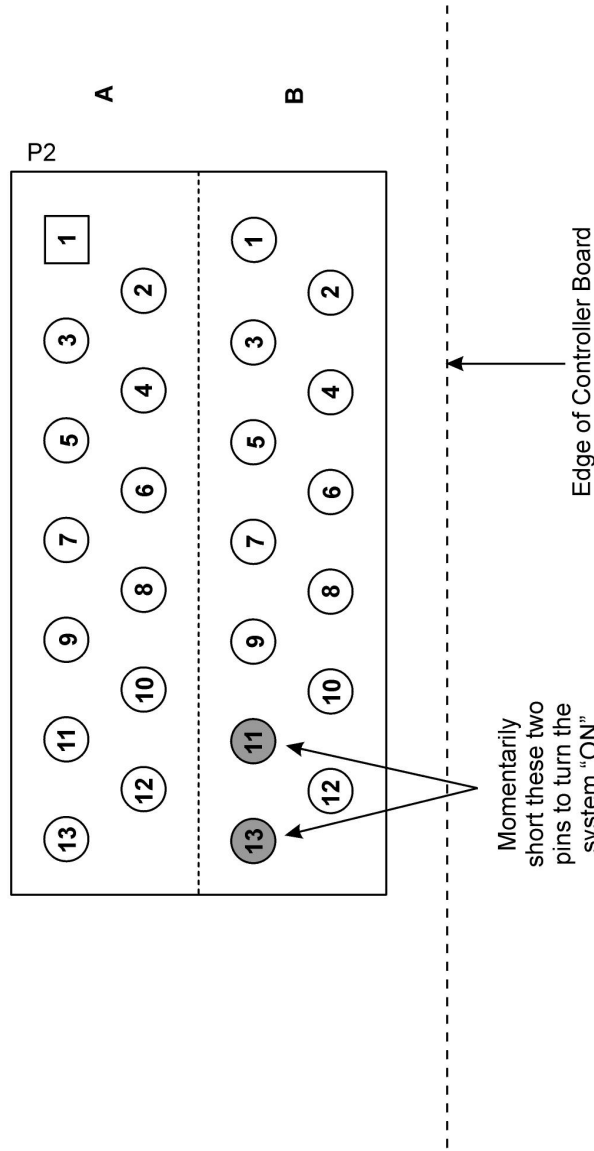 P2
A
13 11 9 7 5 3 1
12 10 8 6 4 2
B
13 11 9 7 5 3 1
12 10 8 6 4 2
Momentarily
short these two
pins to turn the
system "ON"
Edge of Controller Board